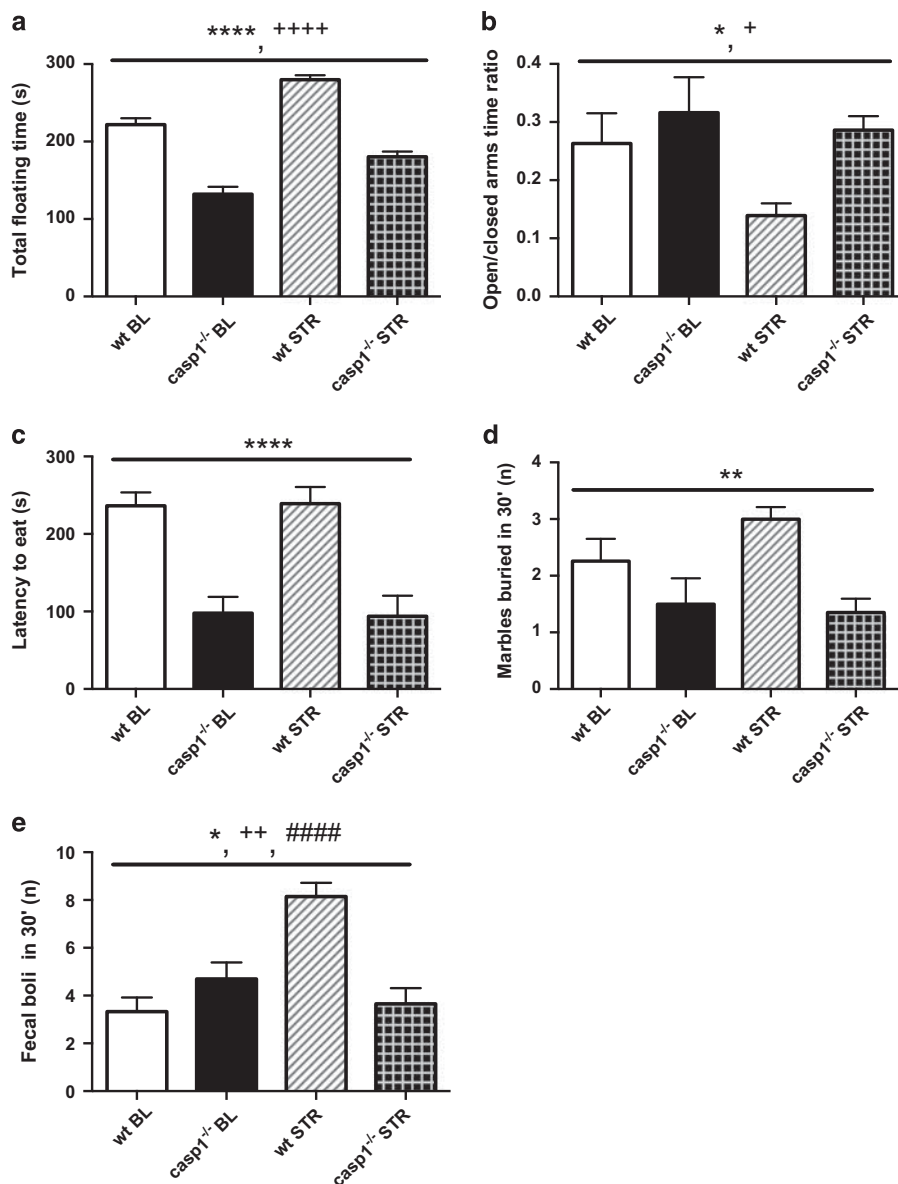 a
****, ++++
Total floating time (s)
300
200
100
0
wt BL
casp1-/- BL
wt STR
casp1-/- STR
b
*, +
Open/closed arms time ratio
0.4
0.3
0.2
0.1
0.0
wt BL
casp1-/- BL
wt STR
casp1-/- STR
c
****
Latency to eat (s)
300
200
100
0
wt BL
casp1-/- BL
wt STR
casp1-/- STR
d
**
Marbles buried in 30' (n)
4
3
2
1
0
wt BL
casp1-/- BL
wt STR
casp1-/- STR
e
*, ++, ####
Fecal boli in 30' (n)
10
8
6
4
2
0
wt BL
casp1-/- BL
wt STR
casp1-/- STR